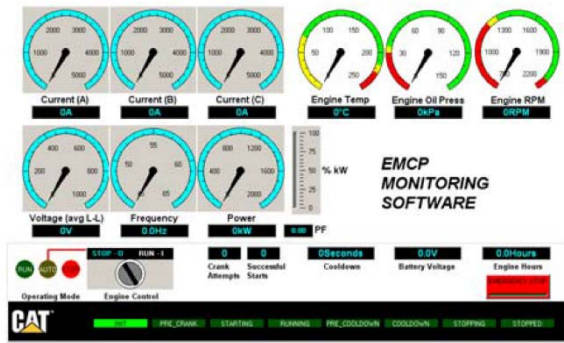 2000 3000
1000 4000
5000
2000 3000
1000 4000
5000
2000 3000
1000 4000
5000
100 150
50 200
250
60 90
30 120
150
1000 1600
1900
700 2200
Current (A) Current (B) Current (C) Engine Temp Engine Oil Press Engine RPM
0A 0A 0A 0°C 0kPa 0RPM
400 600
200 800
1000
55
50 60
45 65
800 1200
400 1600
2000
100
75
50
25
0
% kW
EMCP
MONITORING
SOFTWARE
Voltage (avg L-L) Frequency Power
0V 0.0Hz 0kW 0.00 PF
STOP - O RUN - I
0 0 0Seconds 0.0V 0.0Hours
Crank Attempts Successful Starts Cooldown Battery Voltage Engine Hours
RUN AUTO STOP
EMERGENCY STOP
Operating Mode Engine Control
CAT
INIT PRE_CRANK STARTING RUNNING PRE_COOLDOWN COOLDOWN STOPPING STOPPED